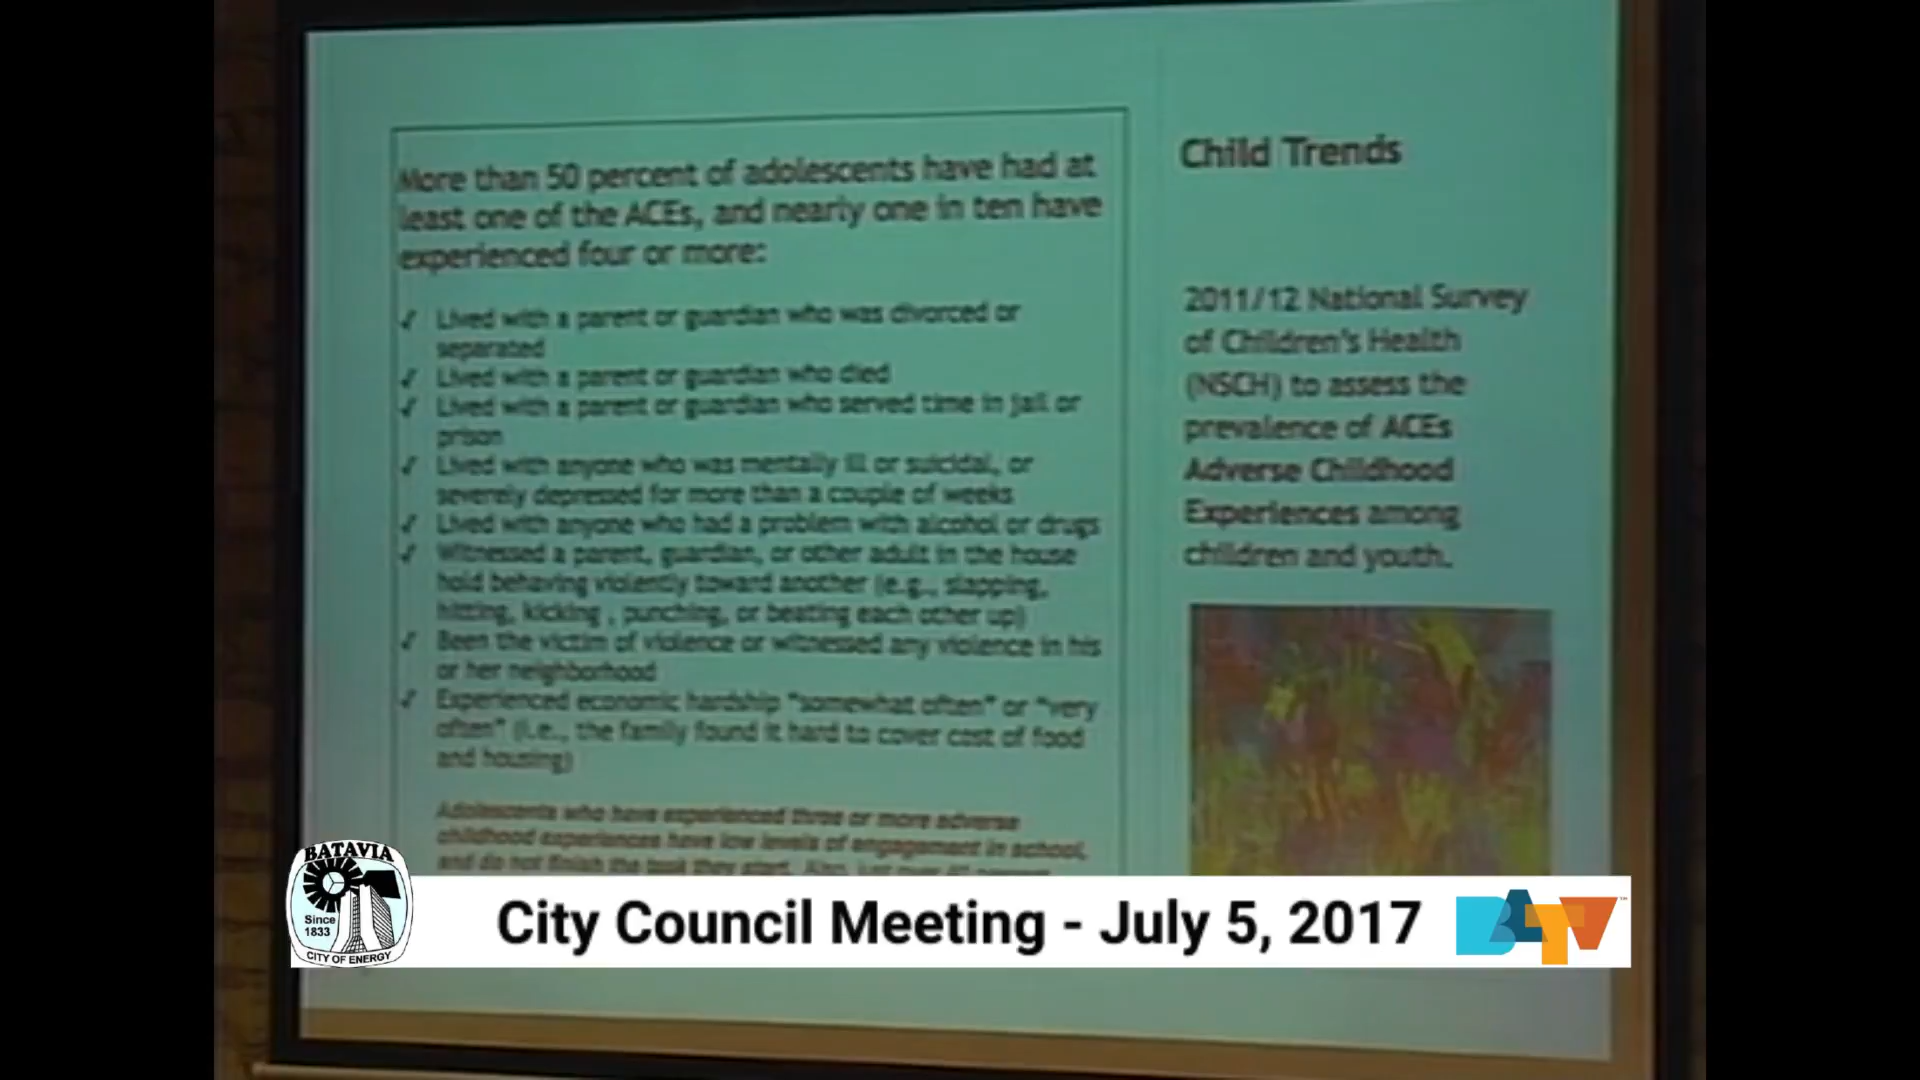 More than 50 percent of adolescents have had at
least one of the ACEs, and nearly one in ten have
experienced four or more:
✓ Lived with a parent or guardian who was divorced or
separated
✓ Lived with a parent or guardian who died
✓ Lived with a parent or guardian who served time in jail or
prison
✓ Lived with anyone who was mentally ill or suicidal, or
severely depressed for more than a couple of weeks
✓ Lived with anyone who had a problem with alcohol or drugs
✓ Witnessed a parent, guardian, or other adult in the house
hold behaving violently toward another (e.g., slapping,
hitting, kicking , punching, or beating each other up)
✓ Been the victim of violence or witnessed any violence in his
or her neighborhood
✓ Experienced economic hardship "somewhat often" or "very
often" (i.e., the family found it hard to cover cost of food
and housing)
Adolescents who have experienced three or more adverse
childhood experiences have low levels of engagement in school,
and do not finish the task they start. Also, just over
Child Trends
2011/12 National Survey
of Children's Health
(NSCH) to assess the
prevalence of ACEs
Adverse Childhood
Experiences among
children and youth.
BATAVIA
Since
1833
CITY OF ENERGY
City Council Meeting - July 5, 2017
BATV